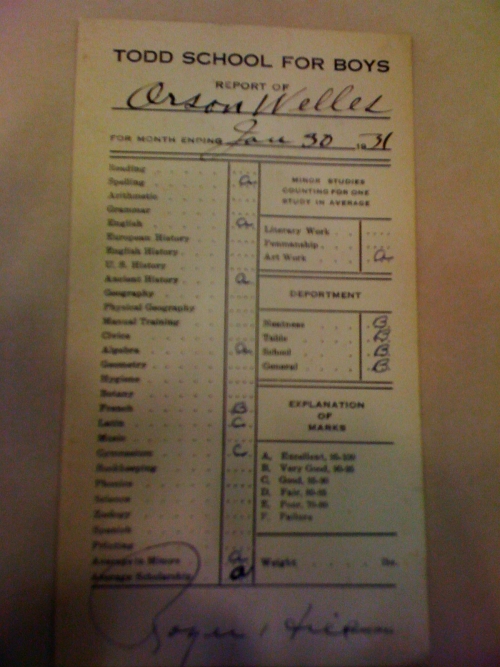 TODD SCHOOL FOR BOYS
REPORT OF
Orson Welles
FOR MONTH ENDING Jan 30 1931
Reading
Spelling a
Arithmetic
Grammar
English a
European History
English History
U. S. History
Ancient History a
Geography
Physical Geography
Manual Training
Civics
Algebra a
Geometry
Hygiene
Botany
French B
Latin C
Music
Gymnasium C
Bookkeeping
Physics
Science
Zoology
Spanish
Printing
Average in Minors a
Average Scholarship a
MINOR STUDIES
COUNTING FOR ONE
STUDY IN AVERAGE
Literary Work
Penmanship
Art Work a
DEPORTMENT
Neatness B
Table B
School B
General B
EXPLANATION
OF
MARKS
A. Excellent, 95-100
B. Very Good, 90-95
C. Good, 85-90
D. Fair, 80-85
E. Poor, 70-80
F. Failure
Weight lbs.
Roger